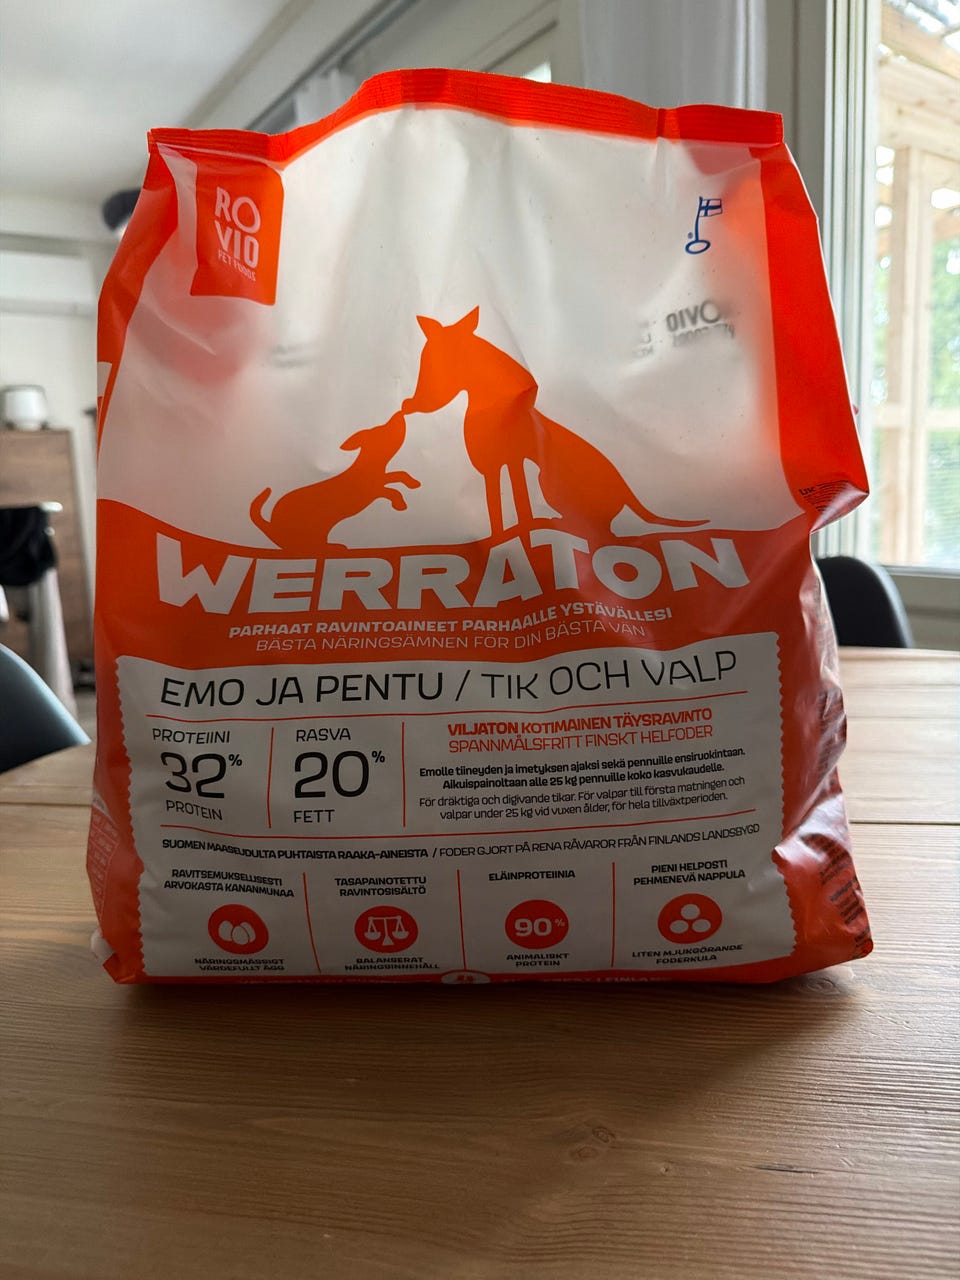 RO
VIO
PET FOODS
WERRATON
PARHAAT RAVINTOAINEET PARHAALLE YSTÄVÄLLESI
BÄSTA NÄRINGSÄMNEN FÖR DIN BÄSTA VÄN
EMO JA PENTU / TIK OCH VALP
PROTEIINI
32%
PROTEIN
RASVA
20%
FETT
VILJATON KOTIMAINEN TÄYSRAVINTO
SPANNMÅLSFRITT FINSKT HELFODER
Emolle tiineyden ja imetyksen ajaksi sekä pennuille ensiruokintaan.
Aikuispainoltaan alle 25 kg pennuille koko kasvukaudelle.
För dräktiga och digivande tikar. För valpar till första matningen och
valpar under 25 kg vid vuxen ålder, för hela tillväxtperioden.
SUOMEN MAASEUDULTA PUHTAISTA RAAKA-AINEISTA / FODER GJORT PÅ RENA RÅVAROR FRÅN FINLANDS LANDSBYGD
RAVITSEMUKSELLISESTI
ARVOKASTA KANANMUNAA
NÄRINGSMÄSSIGT
VÄRDEFULLT ÄGG
TASAPAINOTETTU
RAVINTOSISÄLTÖ
BALANSERAT
NÄRINGSINNEHÅLL
ELÄINPROTEIINIA
90%
ANIMALISKT
PROTEIN
PIENI HELPOSTI
PEHMENEVÄ NAPPULA
LITEN MJUKGÖRANDE
FODERKULA